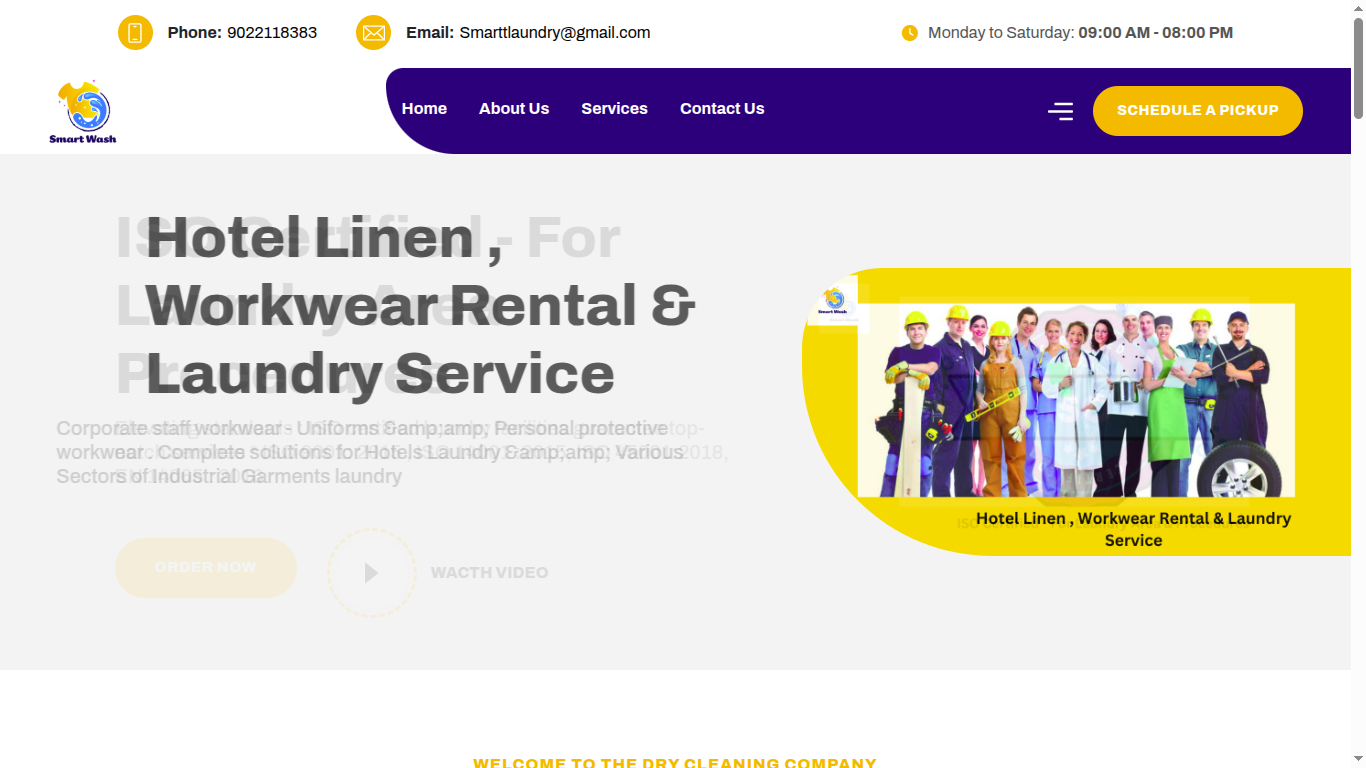 Phone: 9022118383
Email: Smarttlaundry@gmail.com
Monday to Saturday: 09:00 AM - 08:00 PM
Smart Wash
Home
About Us
Services
Contact Us
SCHEDULE A PICKUP
ISO Certified - For
Hotel Linen ,
Workwear Rental &
Laundry Service
Corporate staff workwear - Uniforms &amp;amp; Personal protective
workwear . Complete solutions for Hotels Laundry &amp;amp; Various
Sectors of Industrial Garments laundry
ORDER NOW
WACTH VIDEO
Smart Wash
Hotel Linen , Workwear Rental & Laundry
Service
WELCOME TO THE DRY CLEANING COMPANY